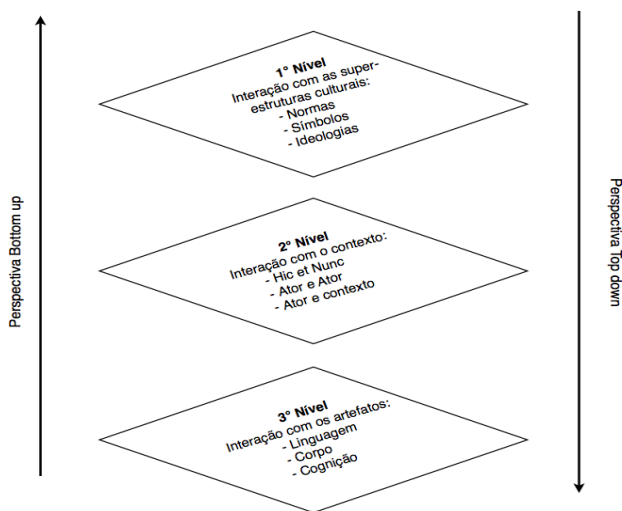 1° Nível
Interação com as super-
estruturas culturais:
- Normas
- Símbolos
- Ideologias
Perspectiva Bottom up
Perspectiva Top down
2° Nível
Interação com o contexto:
- Hic et Nunc
- Ator e Ator
- Ator e contexto
3° Nível
Interação com os artefatos:
- Linguagem
- Corpo
- Cognição